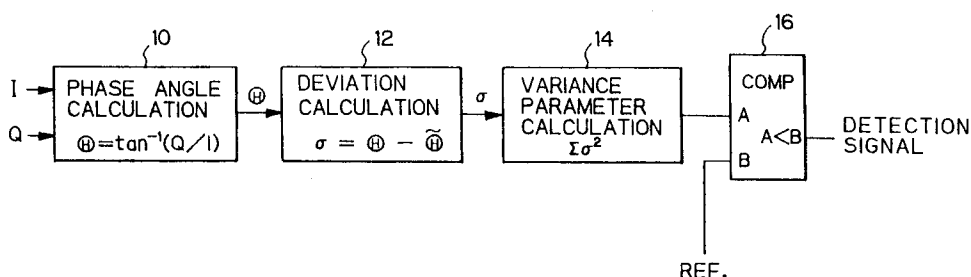 10
12
14
16
I
Q
PHASE ANGLE
CALCULATION
Ⓗ=tan⁻¹(Q/I)
Ⓗ
DEVIATION
CALCULATION
σ = Ⓗ - Ⓗ̃
σ
VARIANCE
PARAMETER
CALCULATION
Σσ²
COMP
A
A<B
B
DETECTION
SIGNAL
REF.